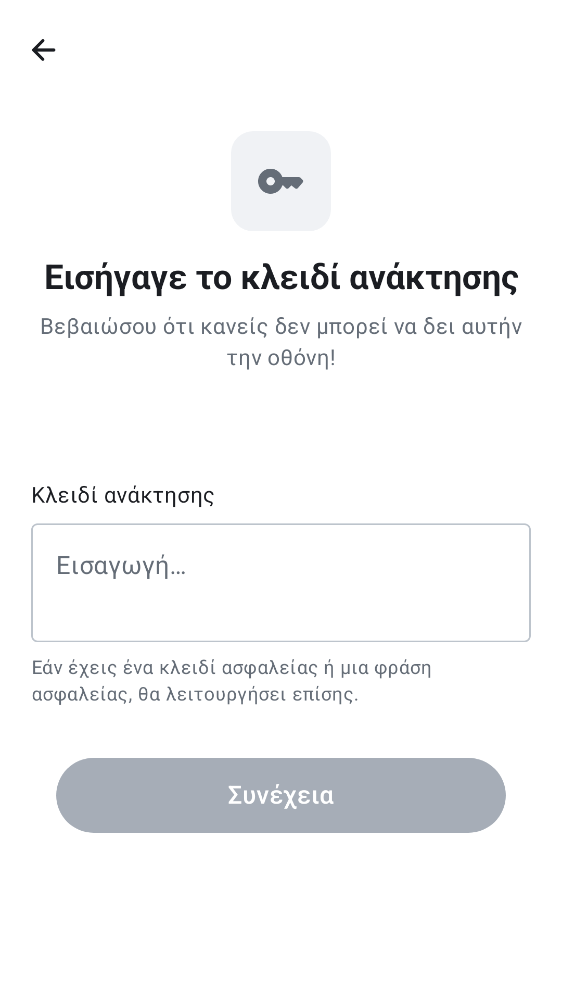 Εισήγαγε το κλειδί ανάκτησης
Βεβαιώσου ότι κανείς δεν μπορεί να δει αυτήν
την οθόνη!
Κλειδί ανάκτησης
Εισαγωγή...
Εάν έχεις ένα κλειδί ασφαλείας ή μια φράση
ασφαλείας, θα λειτουργήσει επίσης.
Συνέχεια